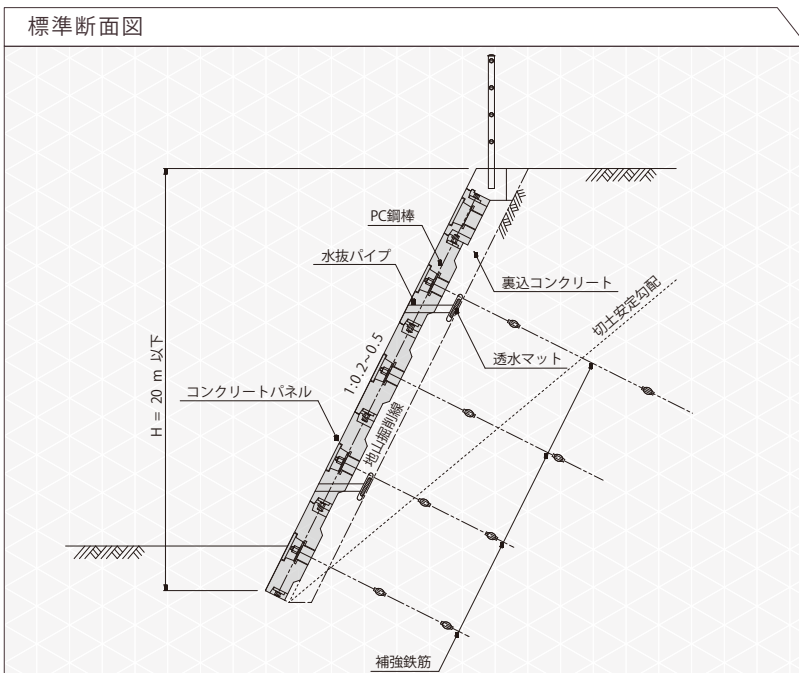 標準断面図
PC鋼棒
水抜パイプ
裏込コンクリート
切土安定勾配
H = 20 m 以下
1:0.2~0.5
透水マット
コンクリートパネル
地山掘削線
補強鉄筋